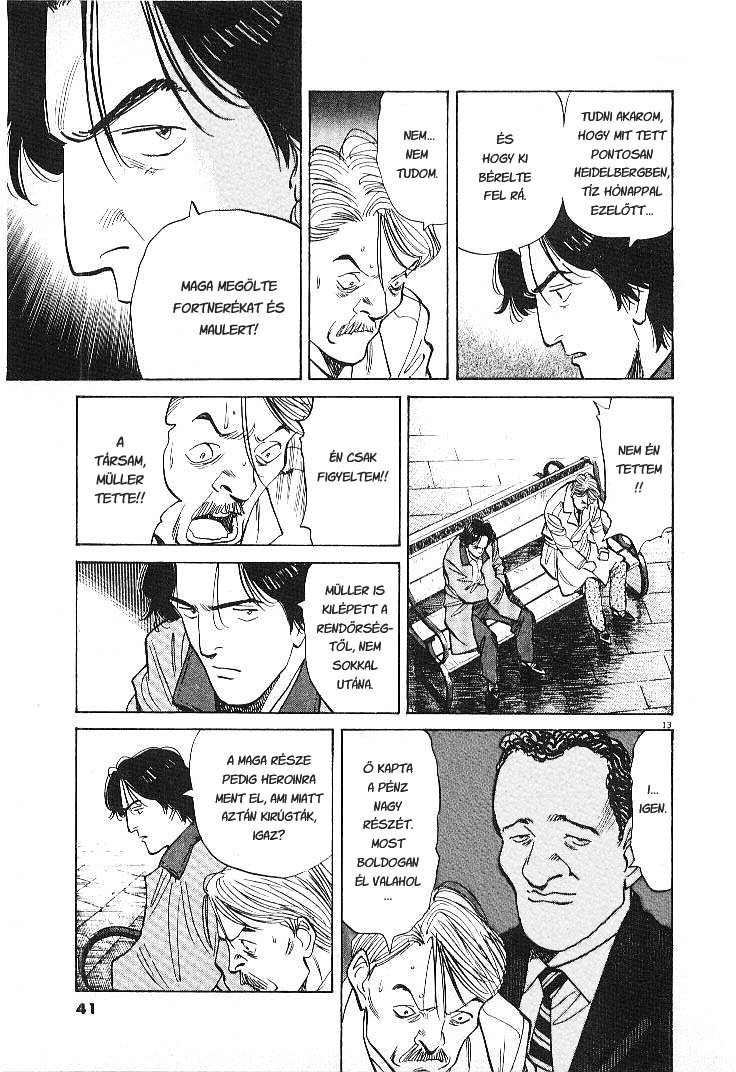 TUDNI AKAROM,
HOGY MIT TETT
PONTOSAN
HEIDELBERGBEN,
TÍZ HÓNAPPAL
EZELŐTT...
ÉS
HOGY KI
BÉRELTE
FEL RÁ.
NEM...
NEM
TUDOM.
MAGA MEGÖLTE
FORTNERÉKAT ÉS
MAULERT!
NEM ÉN
TETTEM
!!
ÉN CSAK
FIGYELTEM!!
A
TÁRSAM,
MÜLLER
TETTE!!
MÜLLER IS
KILÉPETT A
RENDŐRSÉG-
TŐL, NEM
SOKKAL
UTÁNA.
13
I...
IGEN.
Ő KAPTA
A PÉNZ
NAGY
RÉSZÉT.
MOST
BOLDOGAN
ÉL VALAHOL
...
A MAGA RÉSZE
PEDIG HEROINRA
MENT EL, AMI MIATT
AZTÁN KIRÚGTÁK,
IGAZ?
41